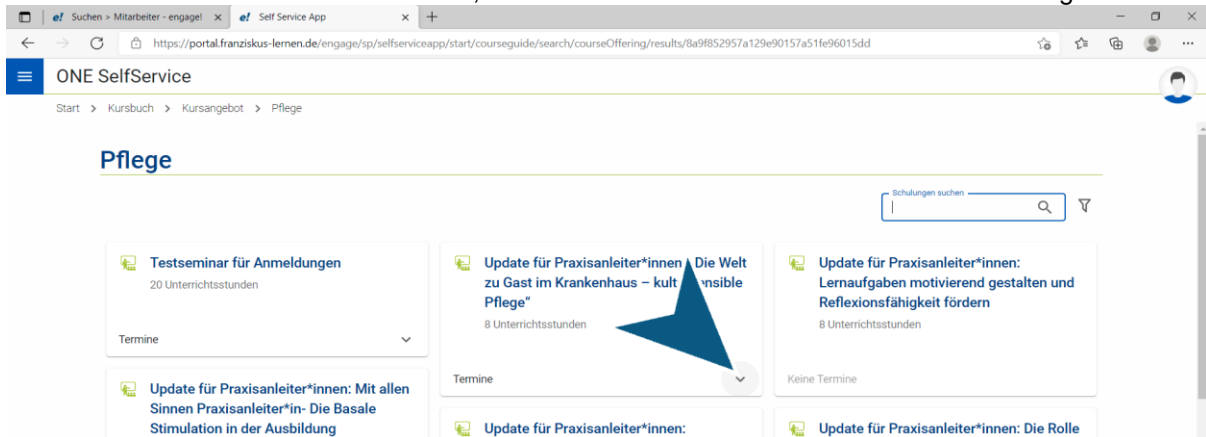 Suchen > Mitarbeiter - engage!
Self Service App
https://portal.franziskus-lernen.de/engage/sp/selfserviceapp/start/courseguide/search/courseOffering/results/8a9f852957a129e90157a51fe96015dd
ONE SelfService
Start > Kursbuch > Kursangebot > Pflege
Pflege
Schulungen suchen
Testseminar für Anmeldungen
20 Unterrichtsstunden
Termine
Update für Praxisanleiter*innen Die Welt
zu Gast im Krankenhaus – kult ensible
Pflege“
8 Unterrichtsstunden
Termine
Update für Praxisanleiter*innen:
Lernaufgaben motivierend gestalten und
Reflexionsfähigkeit fördern
8 Unterrichtsstunden
Keine Termine
Update für Praxisanleiter*innen: Mit allen
Sinnen Praxisanleiter*in- Die Basale
Stimulation in der Ausbildung
Update für Praxisanleiter*innen:
Update für Praxisanleiter*innen: Die Rolle